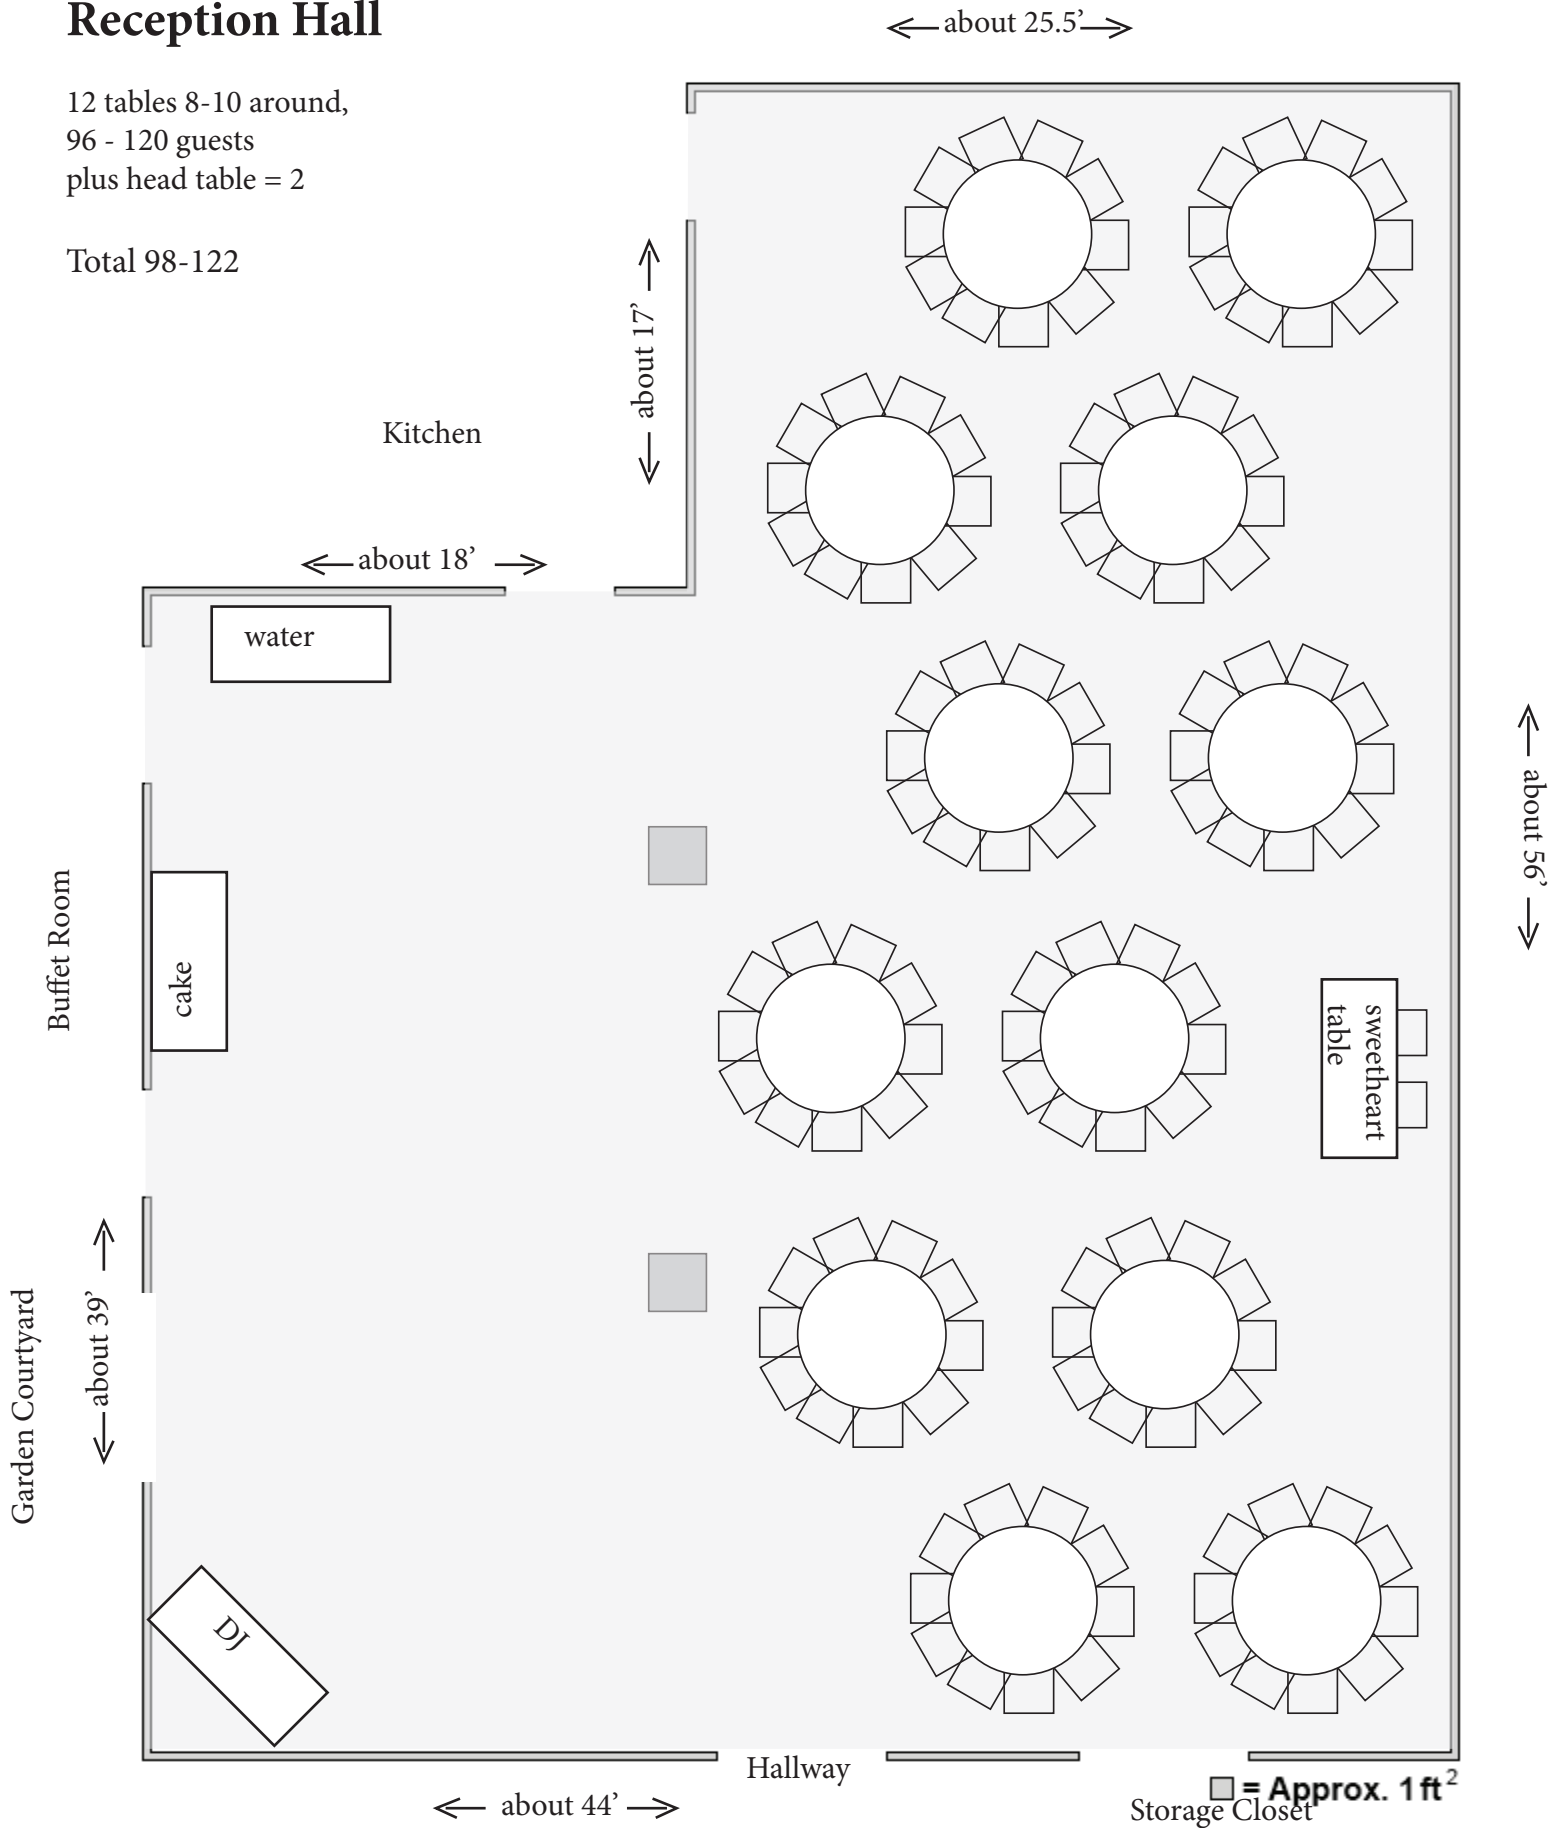 Reception Hall
about 25.5’
12 tables 8-10 around,
96 - 120 guests
plus head table = 2
Total 98-122
about 17’
Kitchen
about 18’
water
about 56’
Buffet Room
cake
sweetheart
table
Garden Courtyard
about 39’
DJ
Hallway
= Approx. 1 ft 2
about 44’
Storage Closet